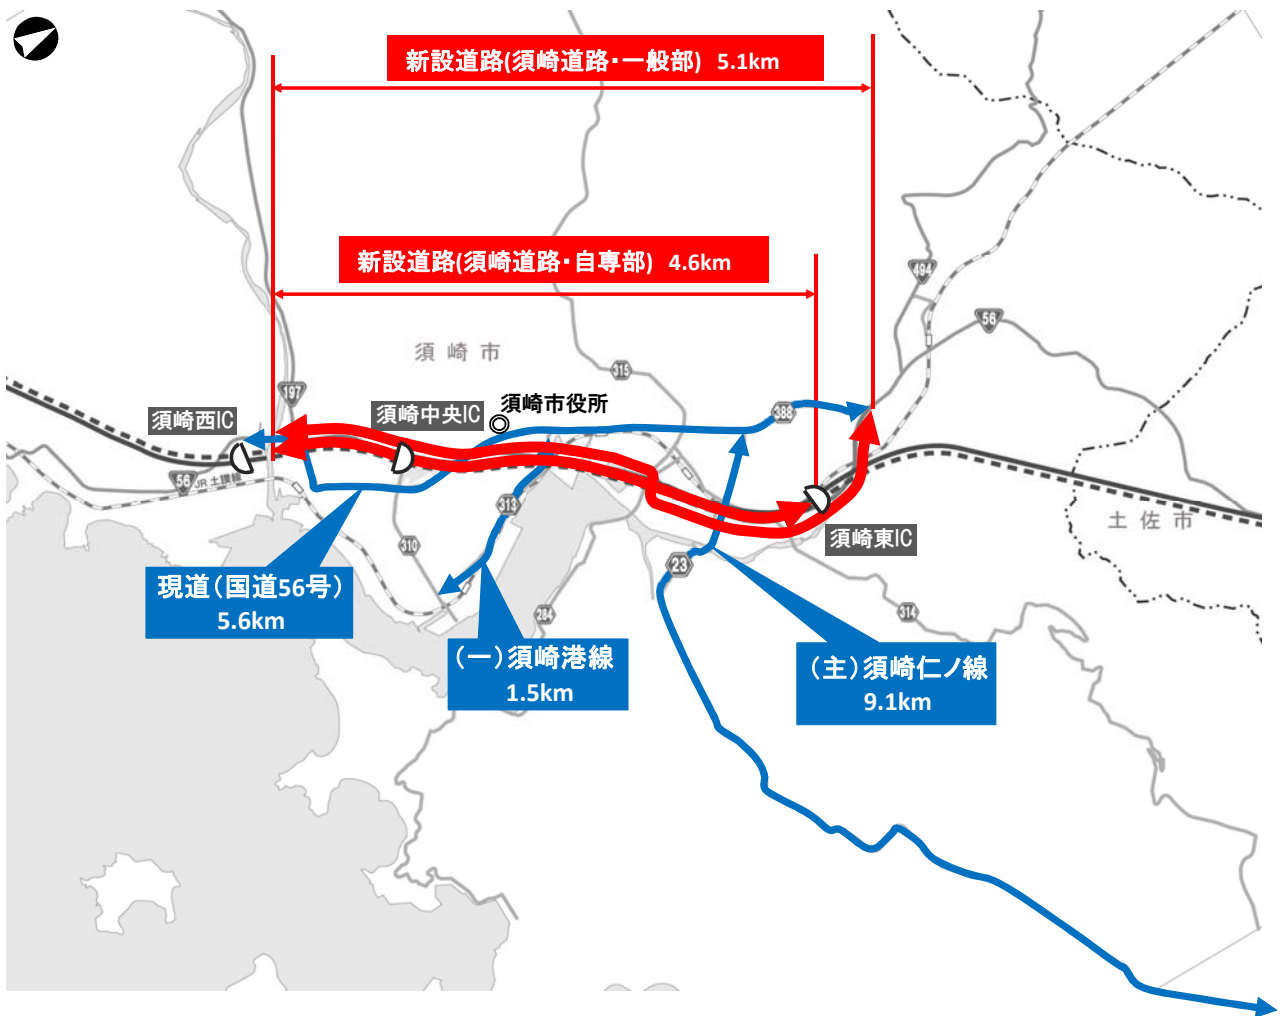 新設道路(須崎道路・一般部) 5.1km
新設道路(須崎道路・自専部) 4.6km
494
56
須崎市
315
197
須崎西IC
須崎中央IC
須崎市役所
388
56
JR土讃線
313
310
土佐市
須崎東IC
23
現道(国道56号)
5.6km
284
314
(一)須崎港線
1.5km
(主)須崎仁ノ線
9.1km